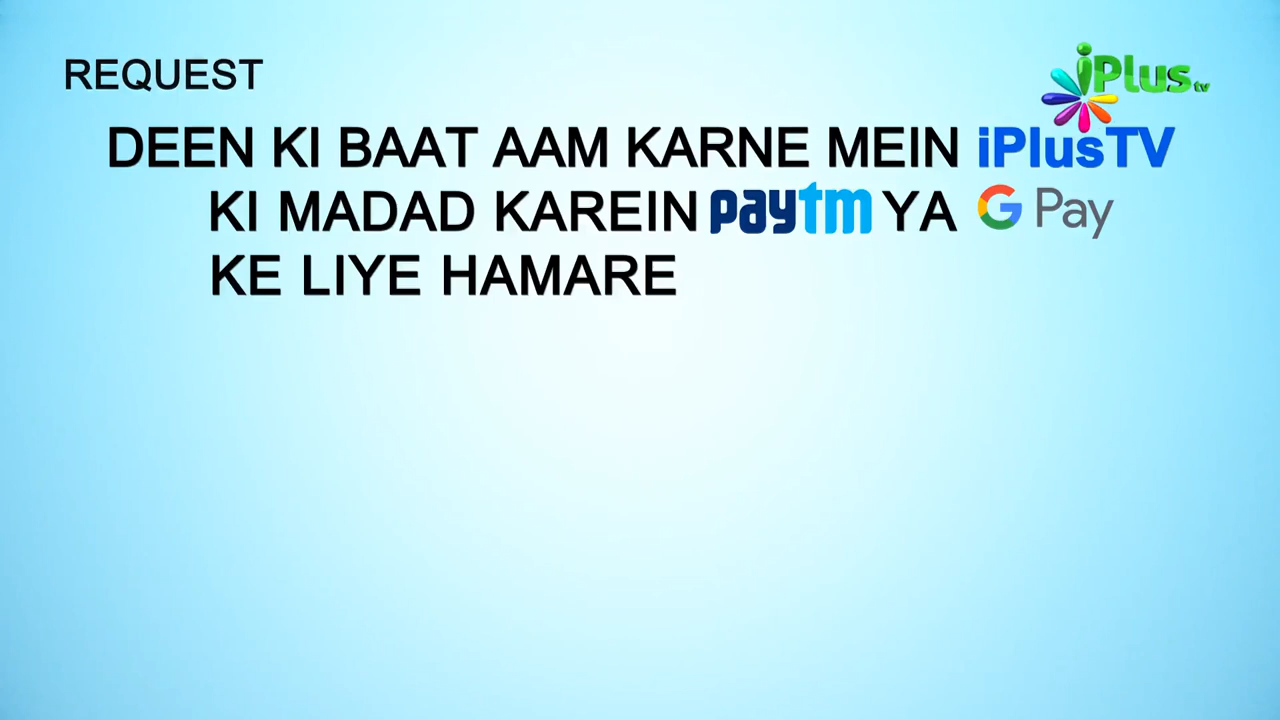 REQUEST
iPlus tv
DEEN KI BAAT AAM KARNE MEIN iPlusTV
KI MADAD KAREIN paytm YA G Pay
KE LIYE HAMARE